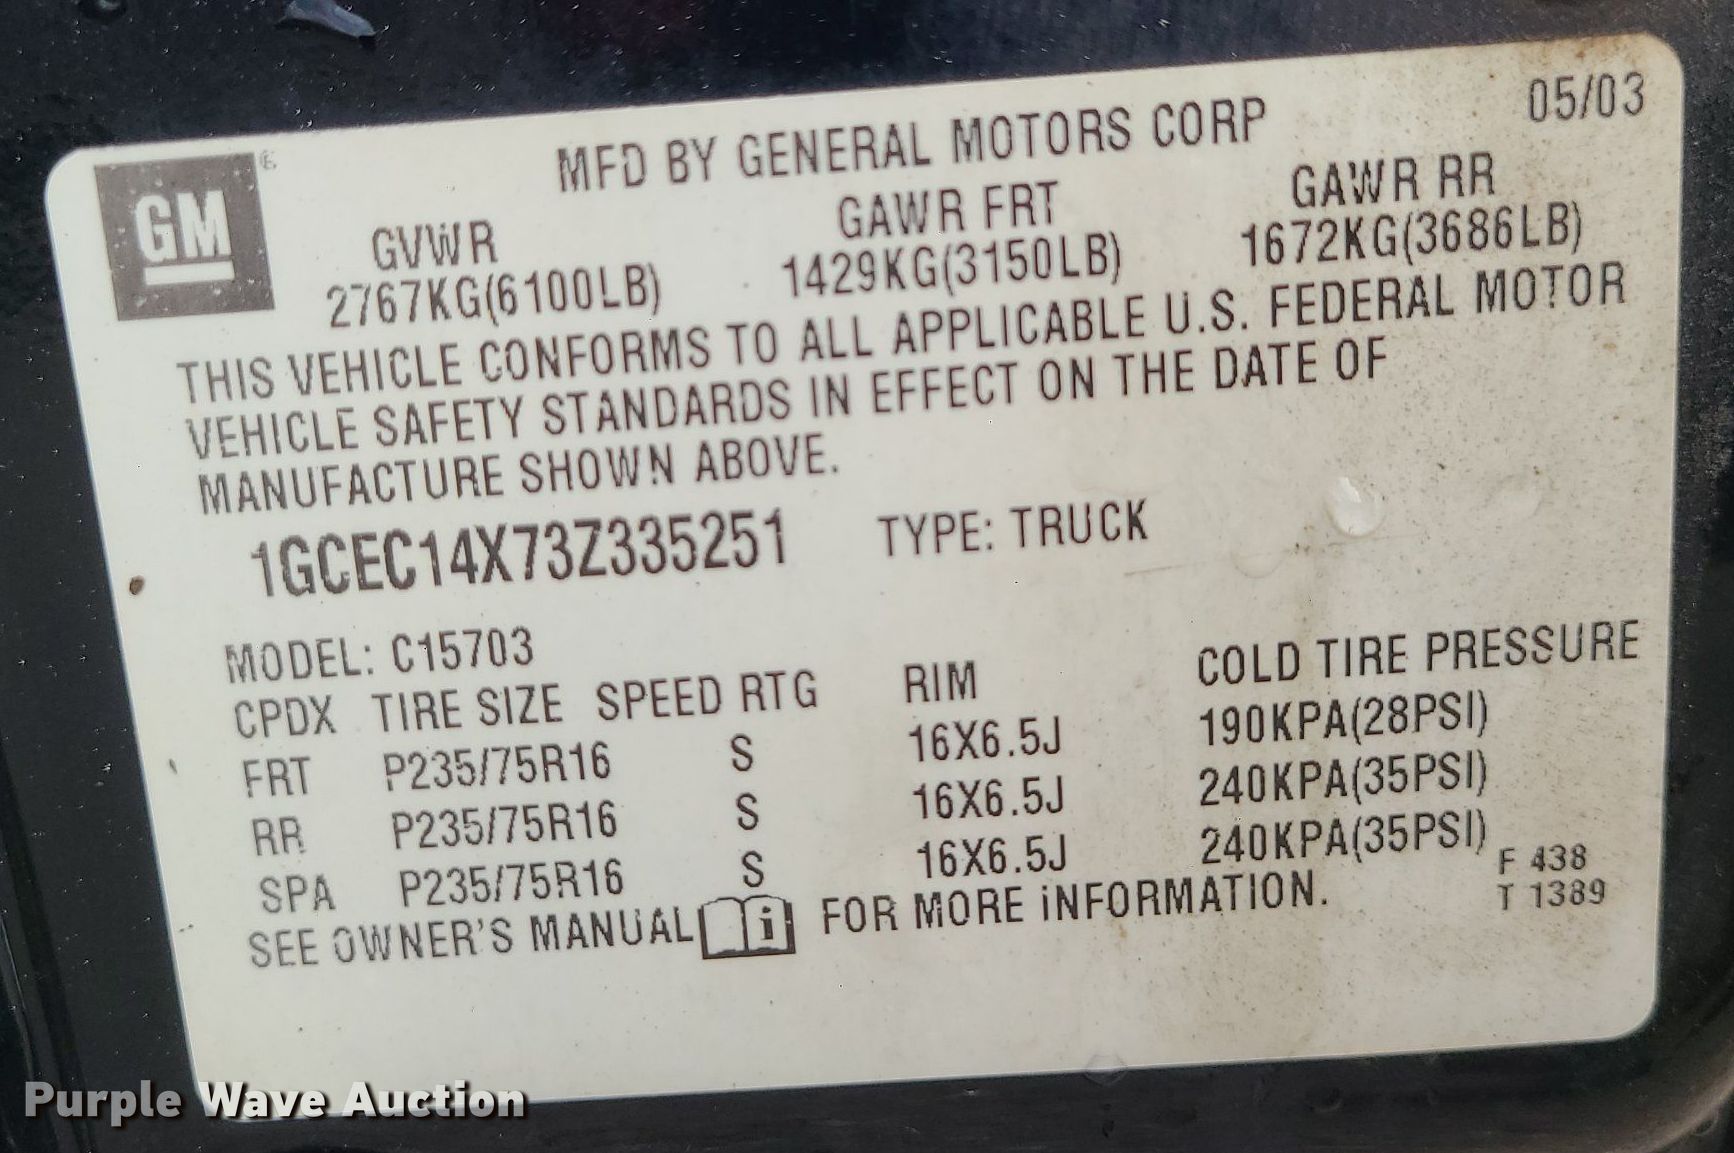 GM
MFD BY GENERAL MOTORS CORP 05/03
GVWR GAWR FRT GAWR RR
2767KG(6100LB) 1429KG(3150LB) 1672KG(3686LB)
THIS VEHICLE CONFORMS TO ALL APPLICABLE U.S. FEDERAL MOTOR
VEHICLE SAFETY STANDARDS IN EFFECT ON THE DATE OF
MANUFACTURE SHOWN ABOVE.
1GCEC14X73Z335251 TYPE: TRUCK
MODEL: C15703
CPDX TIRE SIZE SPEED RTG RIM COLD TIRE PRESSURE
FRT P235/75R16 S 16X6.5J 190KPA(28PSI)
RR P235/75R16 S 16X6.5J 240KPA(35PSI)
SPA P235/75R16 S 16X6.5J 240KPA(35PSI)
SEE OWNER'S MANUAL i FOR MORE INFORMATION.
F 438
T 1389
Purple Wave Auction